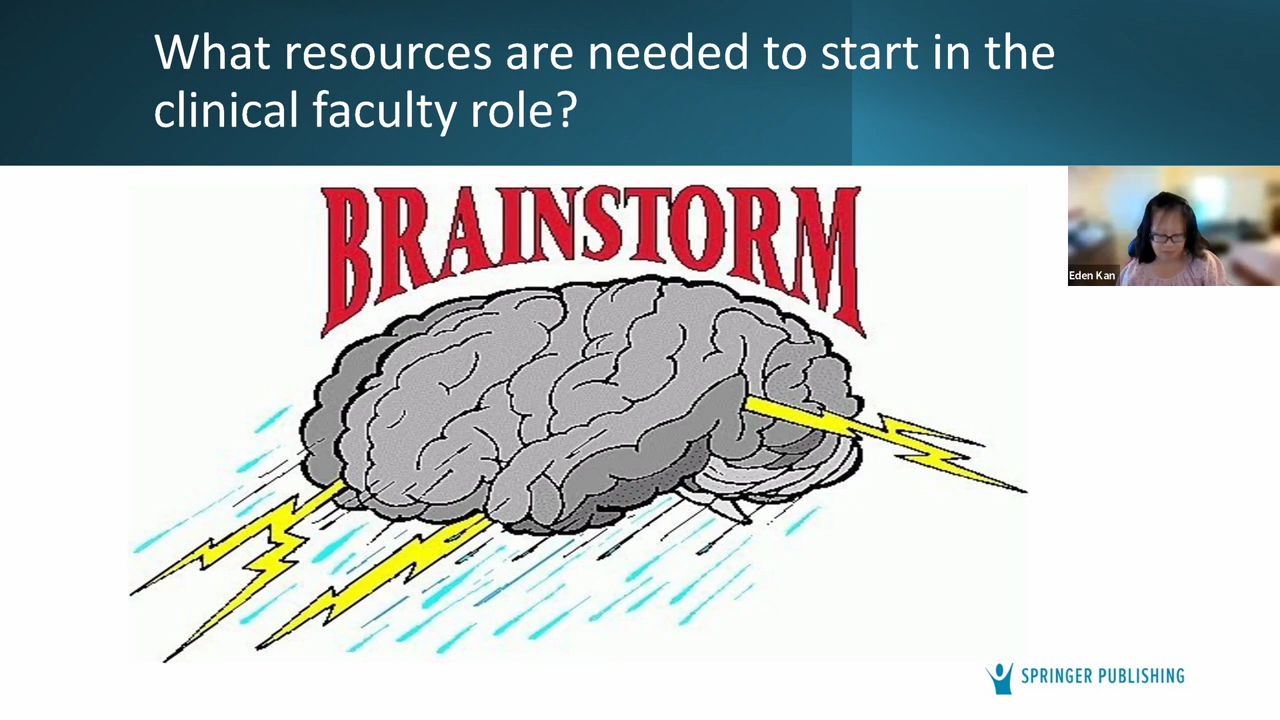 What resources are needed to start in the
clinical faculty role?
BRAINSTORM
Eden Kan
SPRINGER PUBLISHING